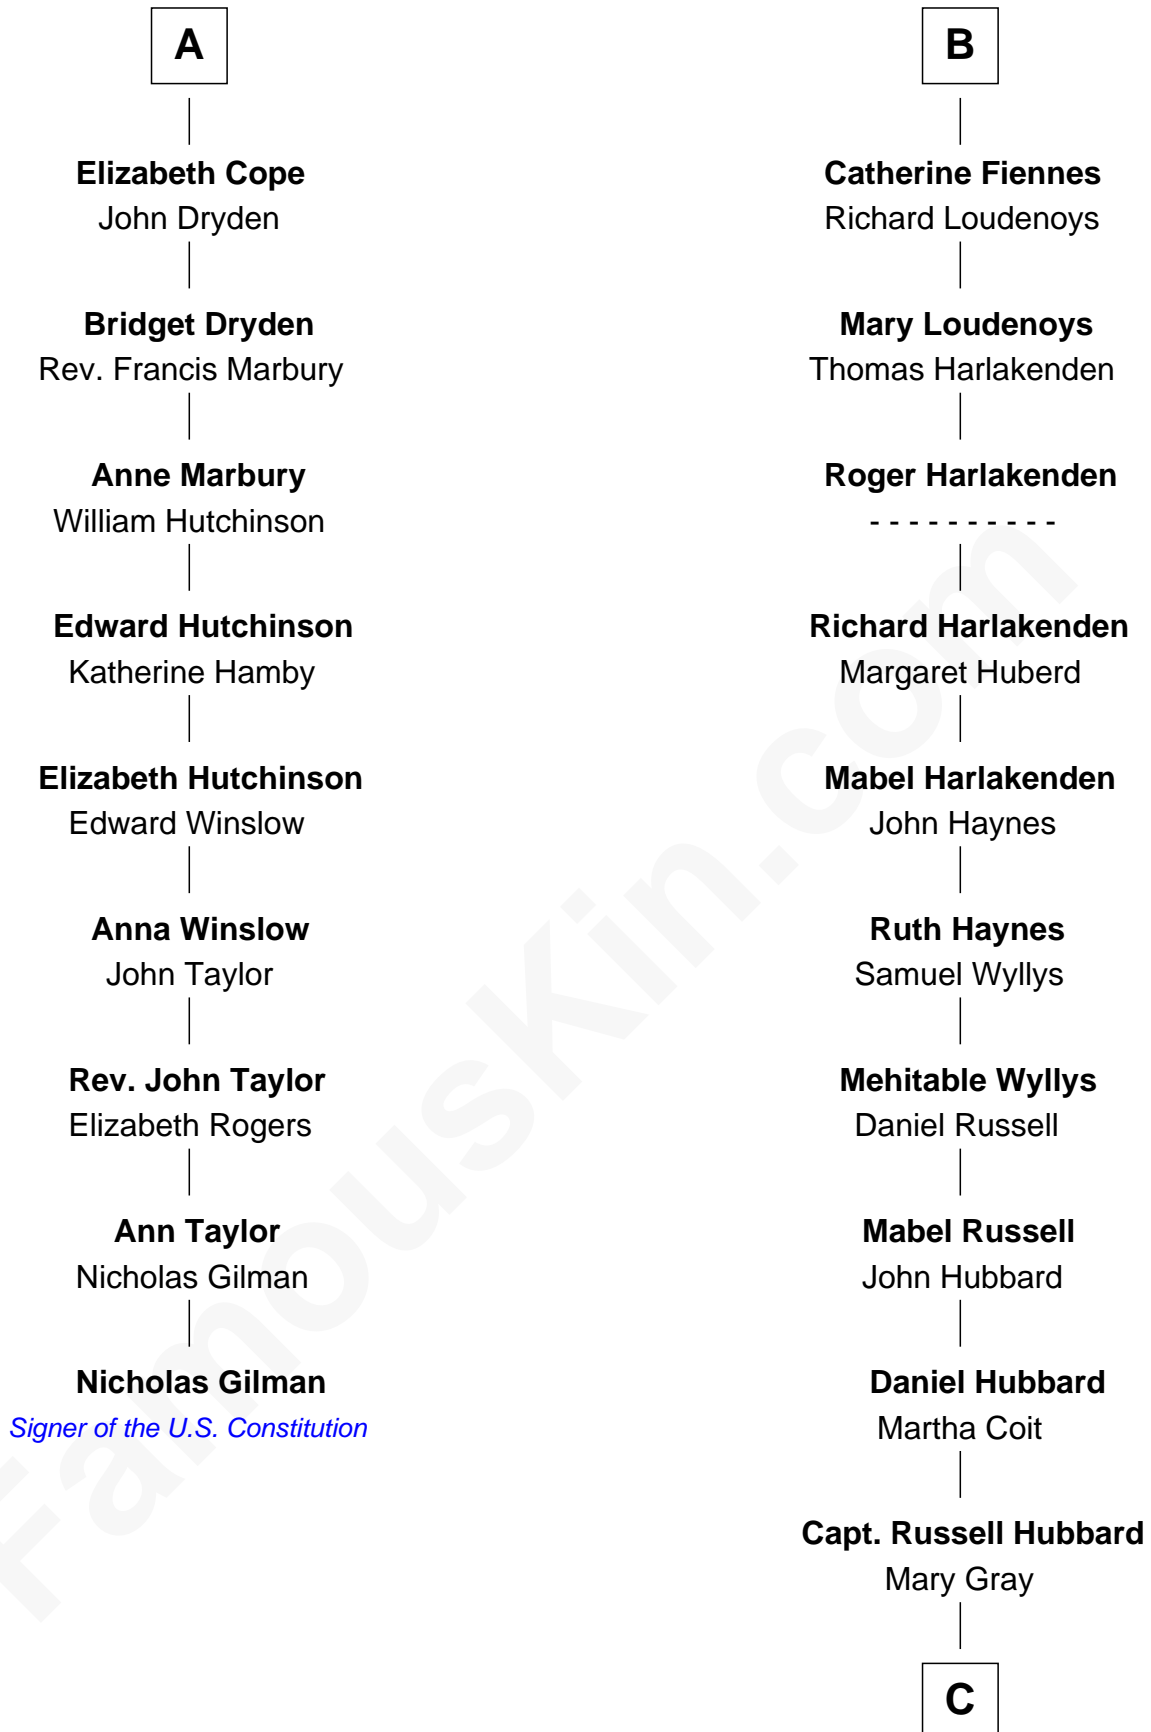 A
Elizabeth Cope
John Dryden
Bridget Dryden
Rev. Francis Marbury
Anne Marbury
William Hutchinson
Edward Hutchinson
Katherine Hamby
Elizabeth Hutchinson
Edward Winslow
Anna Winslow
John Taylor
Rev. John Taylor
Elizabeth Rogers
Ann Taylor
Nicholas Gilman
Nicholas Gilman
Signer of the U.S. Constitution
B
Catherine Fiennes
Richard Loudenoys
Mary Loudenoys
Thomas Harlakenden
Roger Harlakenden
- - - - - - - - - -
Richard Harlakenden
Margaret Huberd
Mabel Harlakenden
John Haynes
Ruth Haynes
Samuel Wyllys
Mehitable Wyllys
Daniel Russell
Mabel Russell
John Hubbard
Daniel Hubbard
Martha Coit
Capt. Russell Hubbard
Mary Gray
C
FamousKin.com